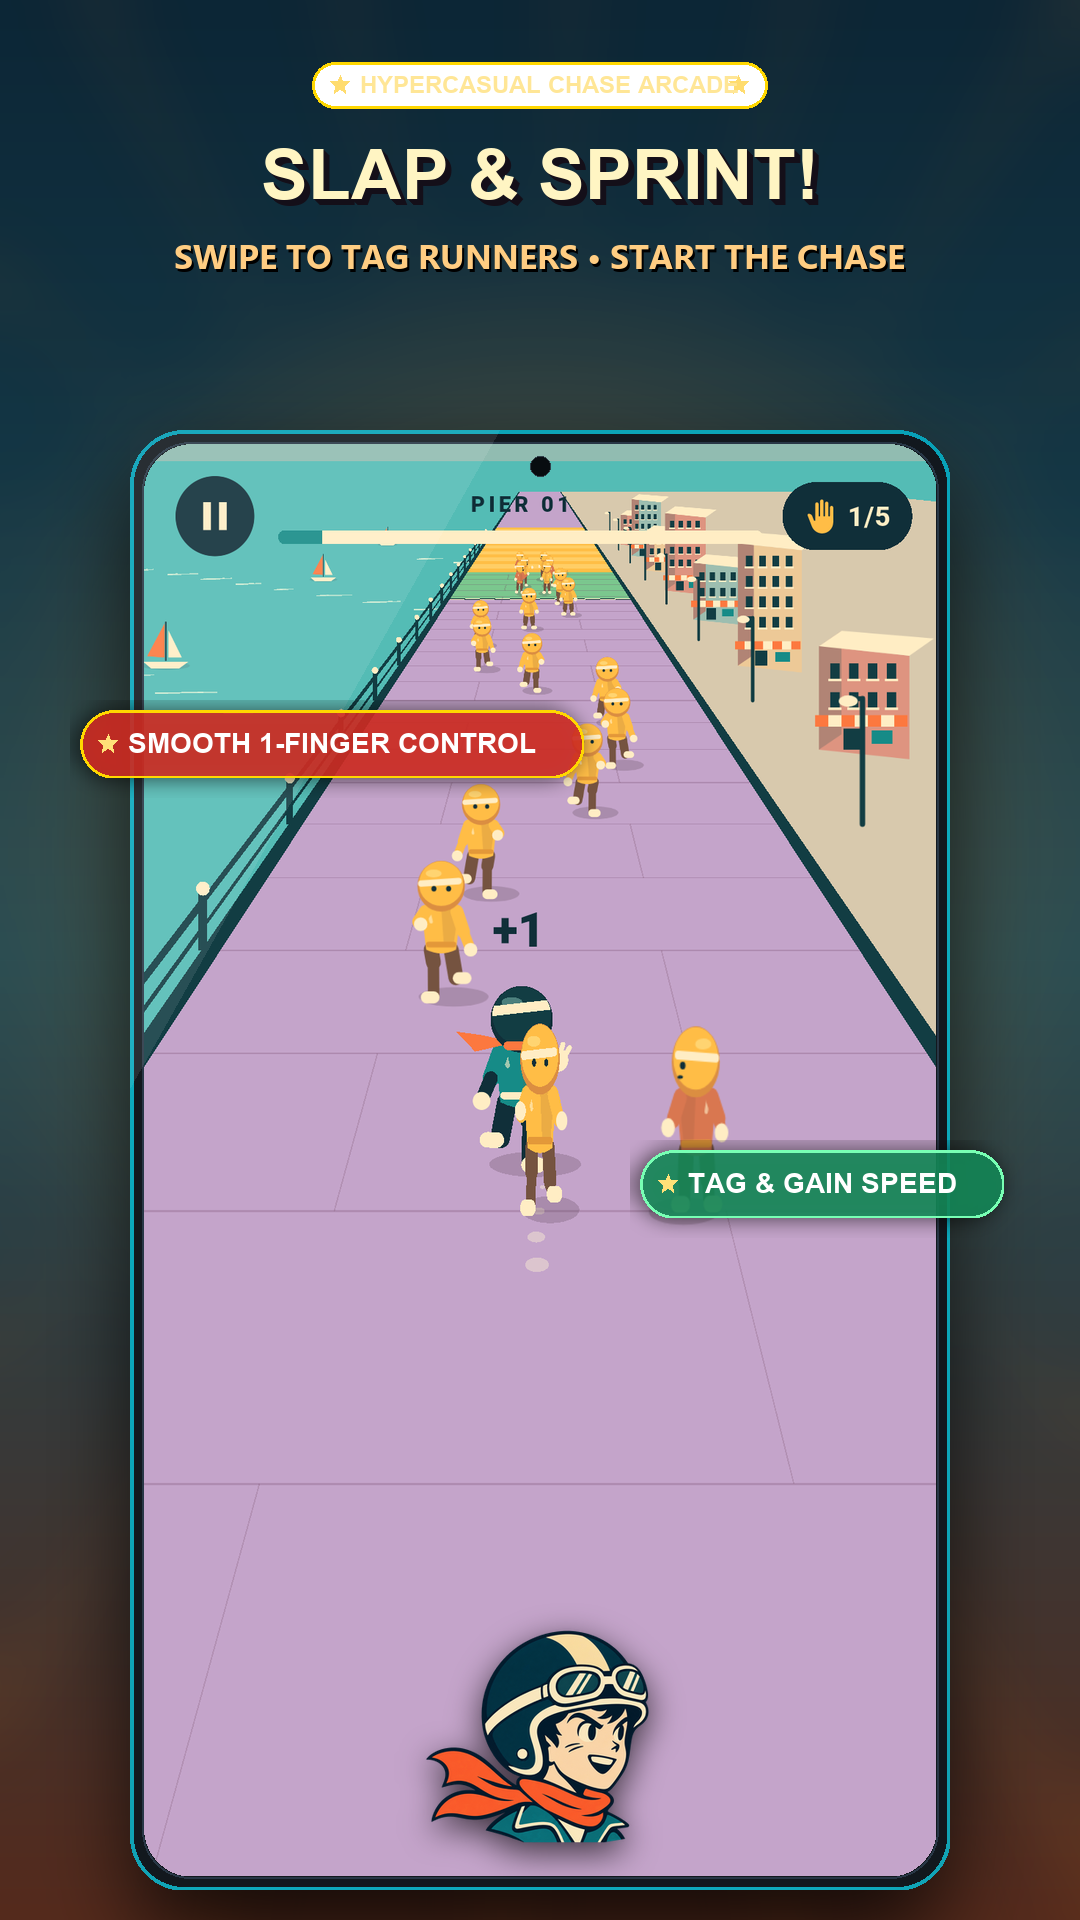 HYPERCASUAL CHASE ARCADE
SLAP & SPRINT!
SWIPE TO TAG RUNNERS • START THE CHASE
PIER 01
1/5
SMOOTH 1-FINGER CONTROL
+1
TAG & GAIN SPEED